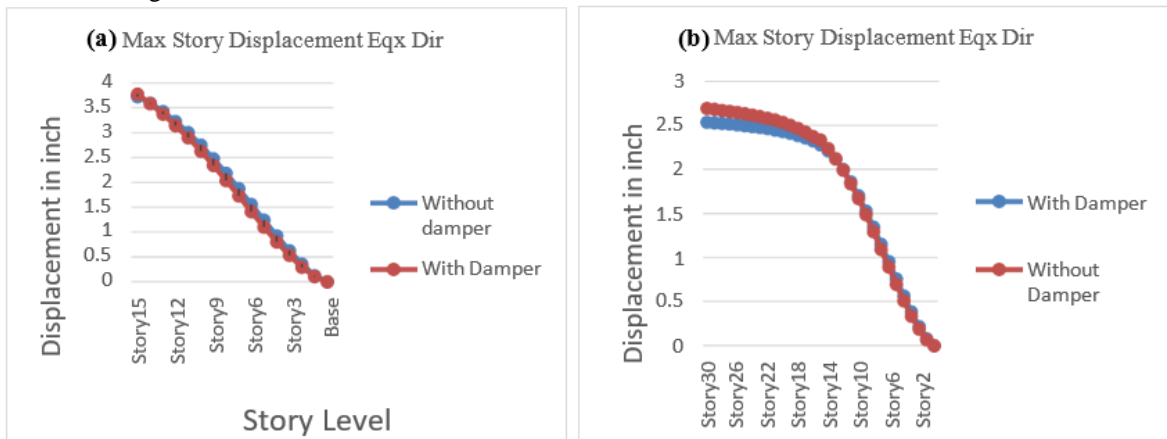 (a) Max Story Displacement Eqx Dir
Displacement in inch
4
3.5
3
2.5
2
1.5
1
0.5
0
Story15
Story12
Story9
Story6
Story3
Base
Story Level
Without
damper
With Damper
(b) Max Story Displacement Eqx Dir
Displacement in inch
3
2.5
2
1.5
1
0.5
0
Story30
Story26
Story22
Story18
Story14
Story10
Story6
Story2
With Damper
Without
Damper